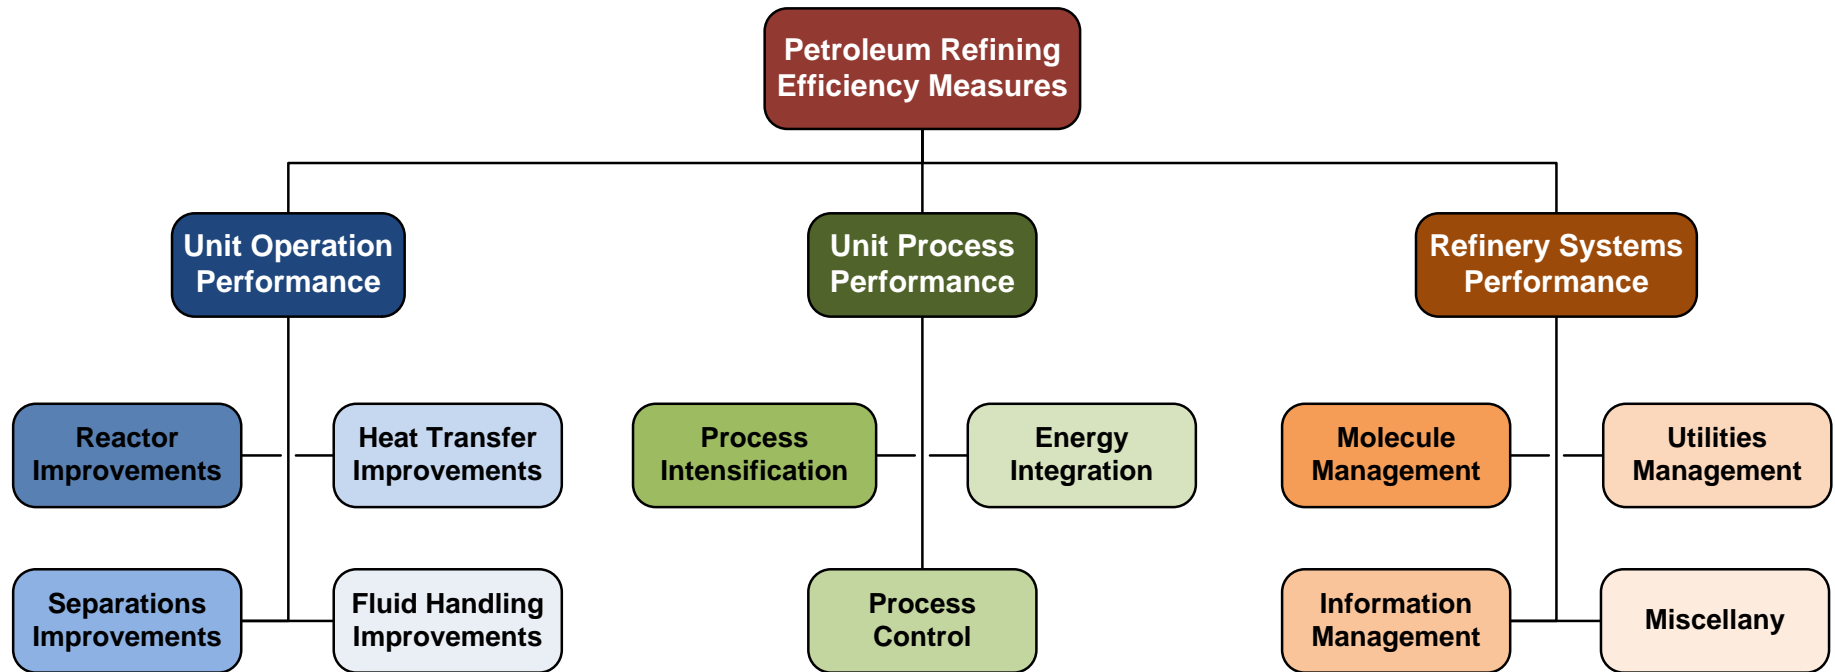 Petroleum Refining
Efficiency Measures
Unit Operation
Performance
Unit Process
Performance
Refinery Systems
Performance
Reactor
Improvements
Heat Transfer
Improvements
Process
Intensification
Energy
Integration
Molecule
Management
Utilities
Management
Separations
Improvements
Fluid Handling
Improvements
Process
Control
Information
Management
Miscellany